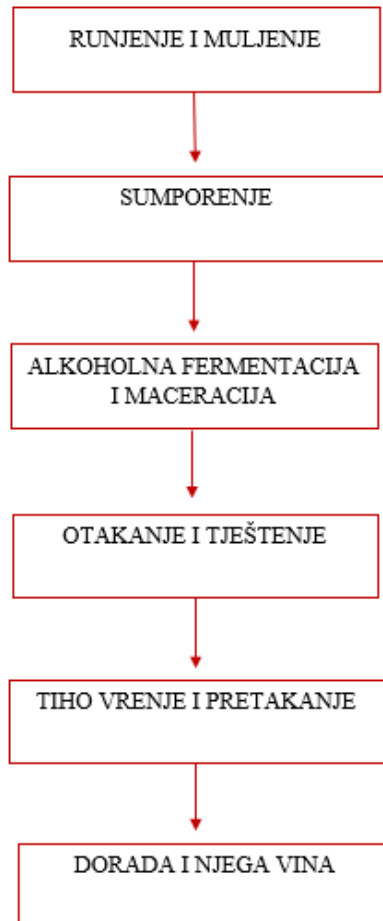 RUNJENJE I MULJENJE
SUMPORENJE
ALKOHOLNA FERMENTACIJA
I MACERACIJA
OTAKANJE I TJEŠTENJE
TIHO VRENJE I PRETAKANJE
DORADA I NJEGA VINA